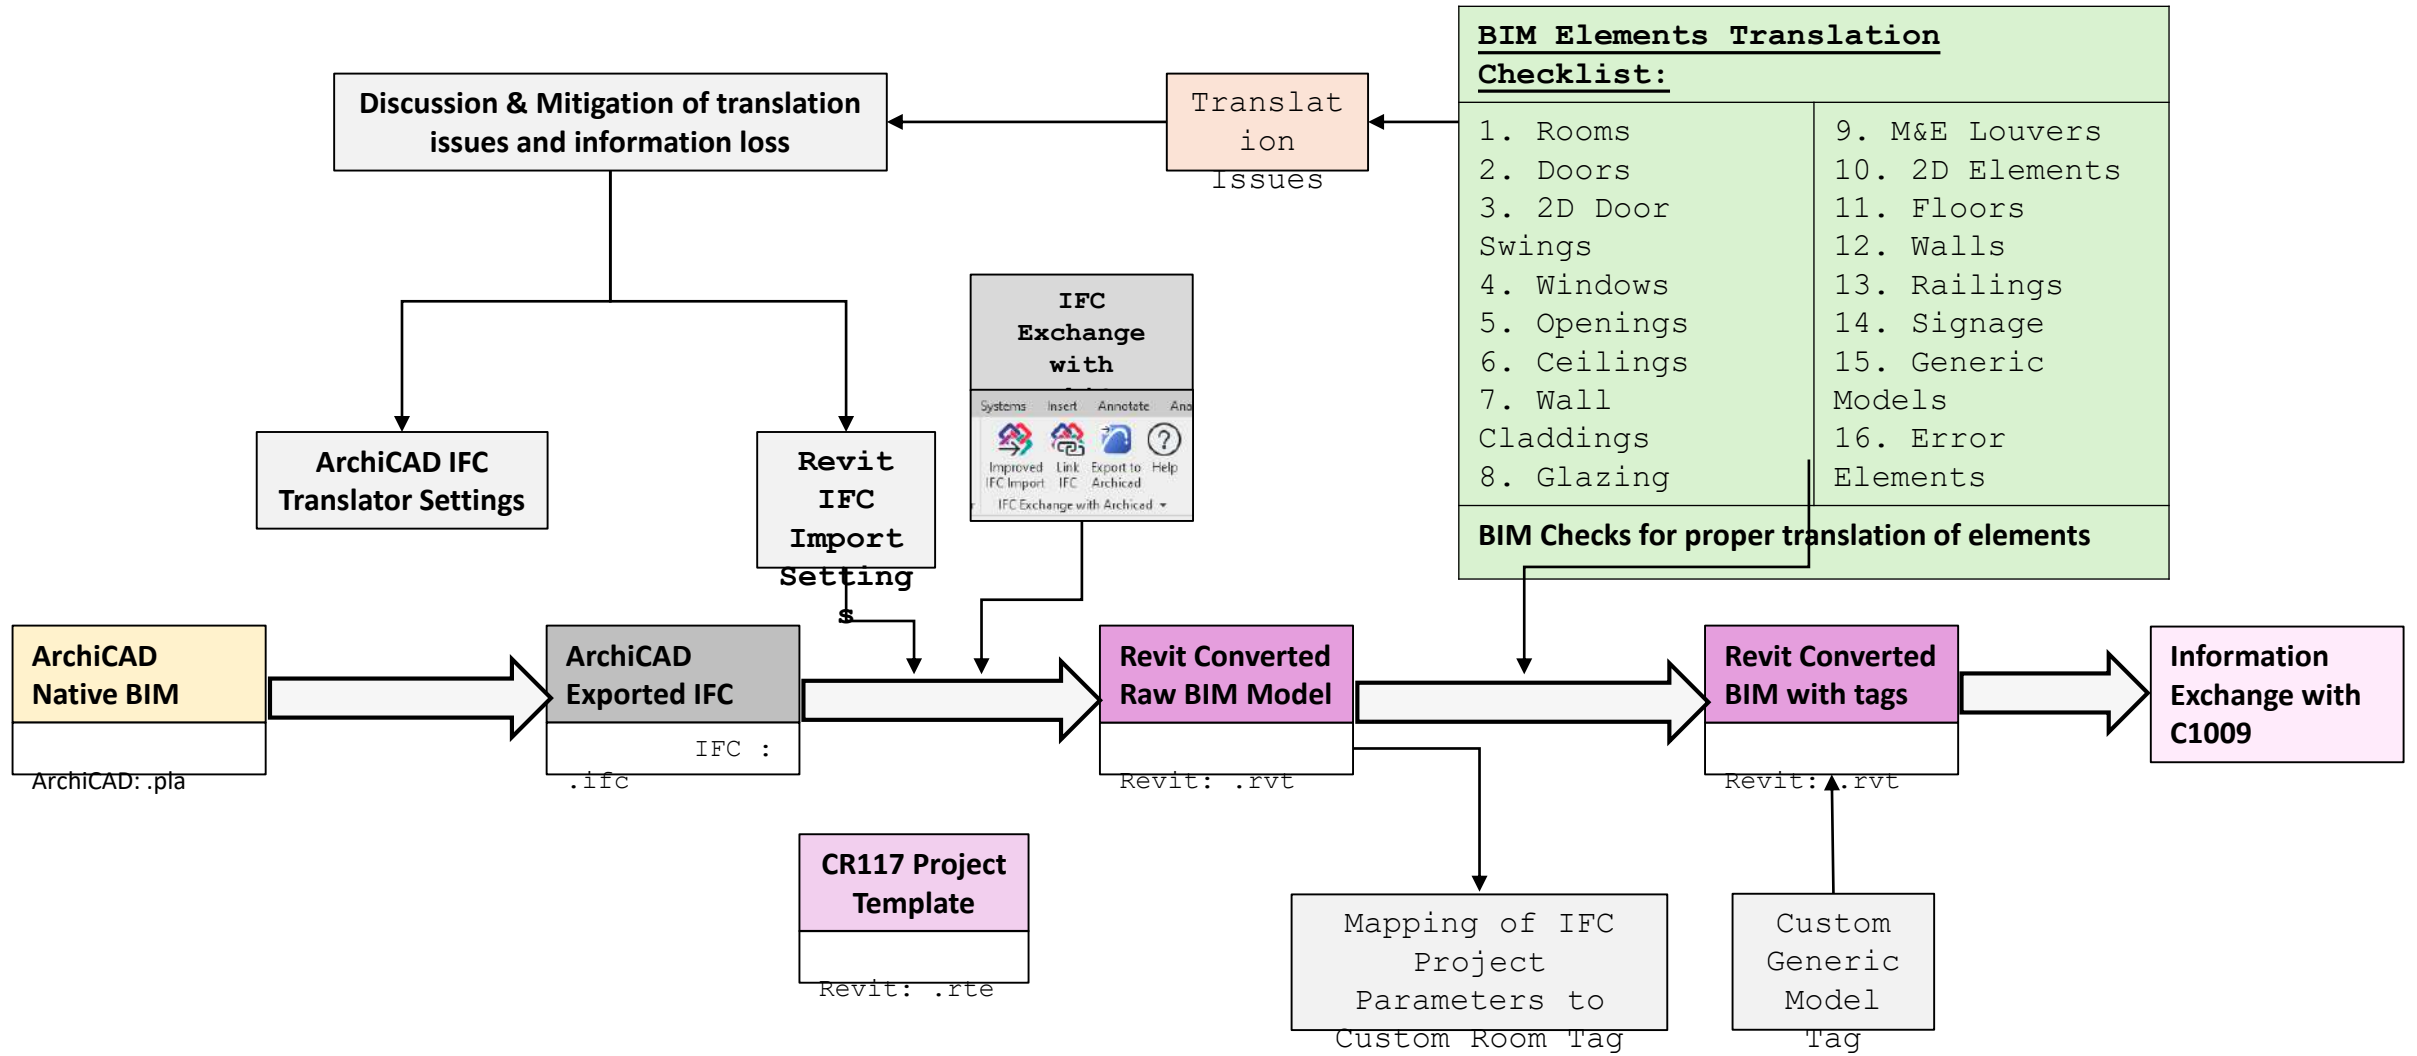 BIM Elements Translation
Checklist:
Discussion & Mitigation of translation
issues and information loss
Translat
ion
Issues
1. Rooms
2. Doors
3. 2D Door
Swings
4. Windows
5. Openings
6. Ceilings
7. Wall
Claddings
8. Glazing
9. M&E Louvers
10. 2D Elements
11. Floors
12. Walls
13. Railings
14. Signage
15. Generic
Models
16. Error
Elements
BIM Checks for proper translation of elements
IFC
Exchange
with
Systems Insert Annotate Ana
Improved Link Export to Help
IFC Import IFC Archicad
IFC Exchange with Archicad
ArchiCAD IFC
Translator Settings
Revit
IFC
Import
Setting
s
ArchiCAD
Native BIM
ArchiCAD: .pla
ArchiCAD
Exported IFC
IFC :
.ifc
Revit Converted
Raw BIM Model
Revit: .rvt
Revit Converted
BIM with tags
Revit: .rvt
Information
Exchange with
C1009
CR117 Project
Template
Revit: .rte
Mapping of IFC
Project
Parameters to
Custom Room Tag
Custom
Generic
Model
Tag